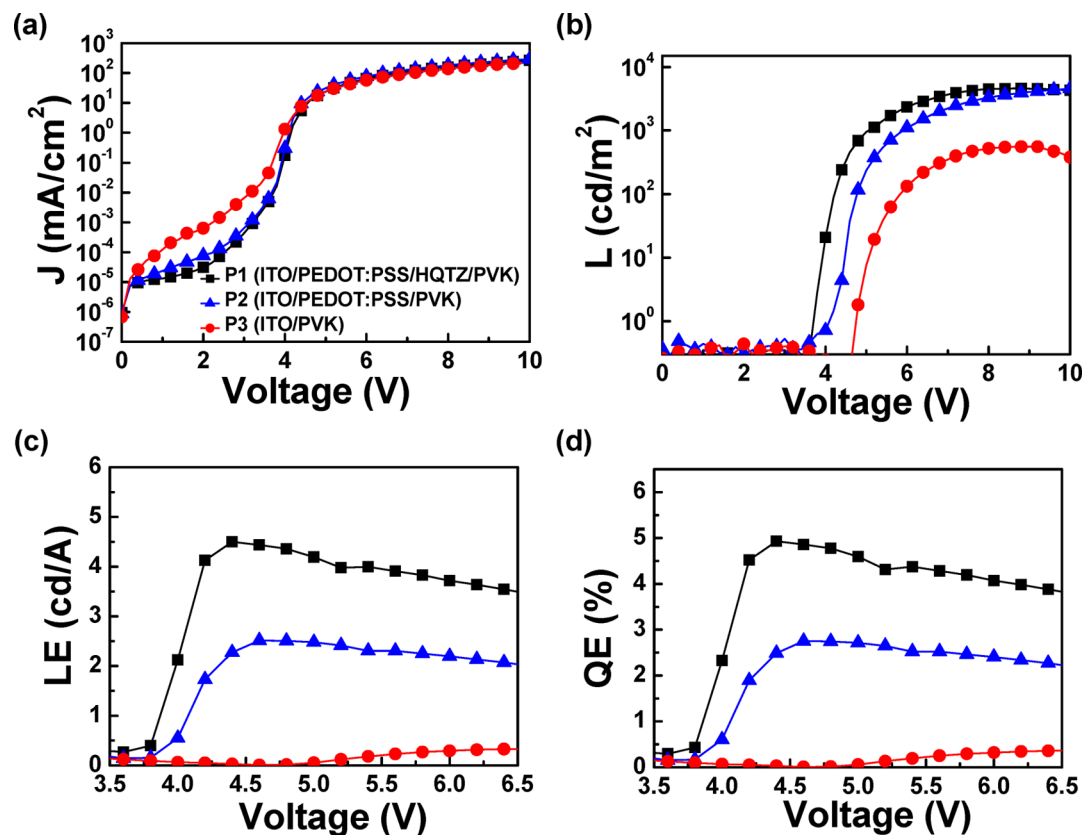 (a)
J (mA/cm²)
10³
10²
10¹
10⁰
10⁻¹
10⁻²
10⁻³
10⁻⁴
10⁻⁵
10⁻⁶
10⁻⁷
P1 (ITO/PEDOT:PSS/HQTZ/PVK)
P2 (ITO/PEDOT:PSS/PVK)
P3 (ITO/PVK)
0 2 4 6 8 10
Voltage (V)
(b)
L (cd/m²)
10⁴
10³
10²
10¹
10⁰
0 2 4 6 8 10
Voltage (V)
(c)
LE (cd/A)
6
5
4
3
2
1
0
3.5 4.0 4.5 5.0 5.5 6.0 6.5
Voltage (V)
(d)
QE (%)
5
4
3
2
1
0
3.5 4.0 4.5 5.0 5.5 6.0 6.5
Voltage (V)